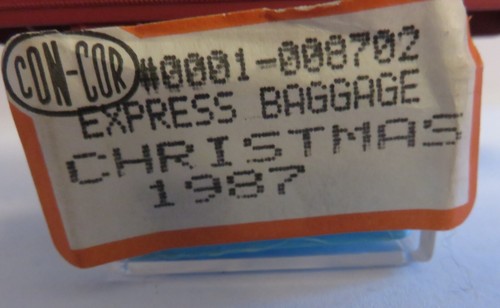 CON-COR #0001-008702
EXPRESS BAGGAGE
CHRISTMAS
1987